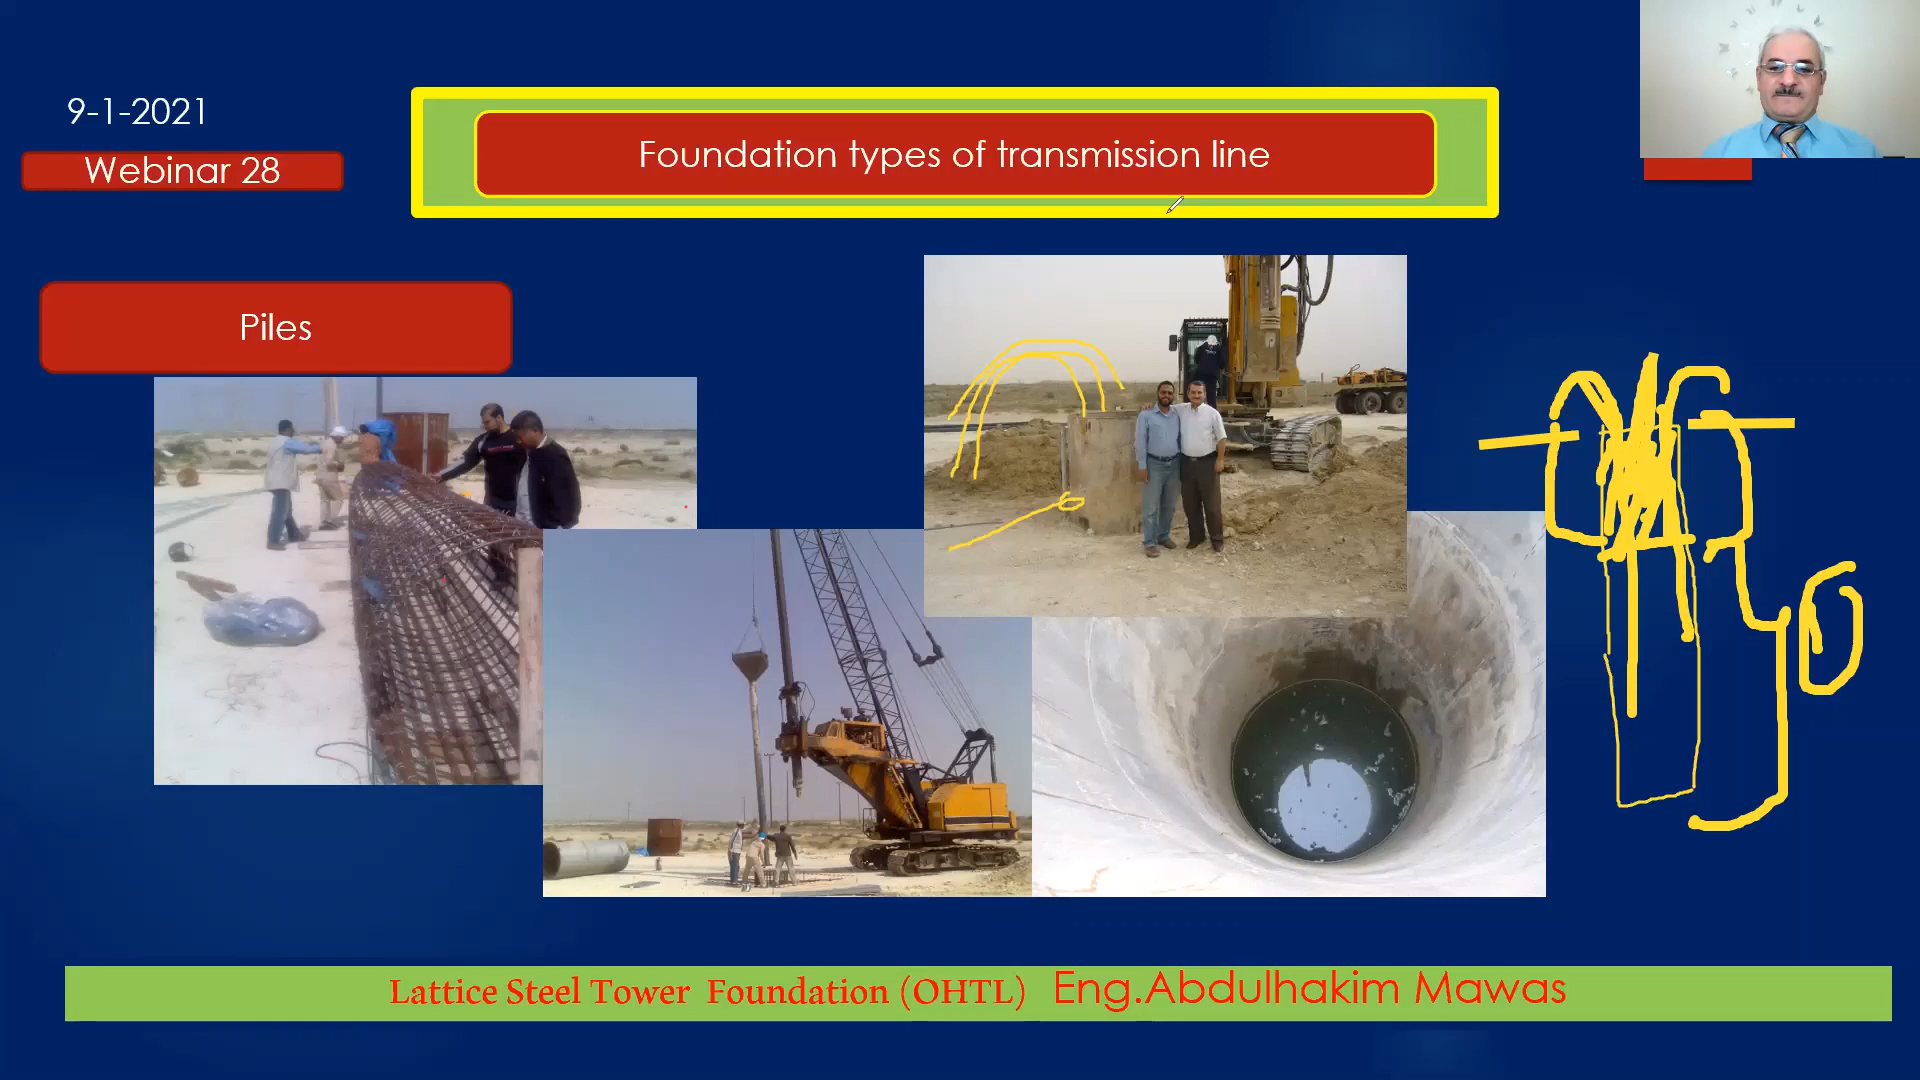 9-1-2021
Webinar 28
Foundation types of transmission line
Piles
Lattice Steel Tower Foundation (OHTL) Eng.Abdulhakim Mawas